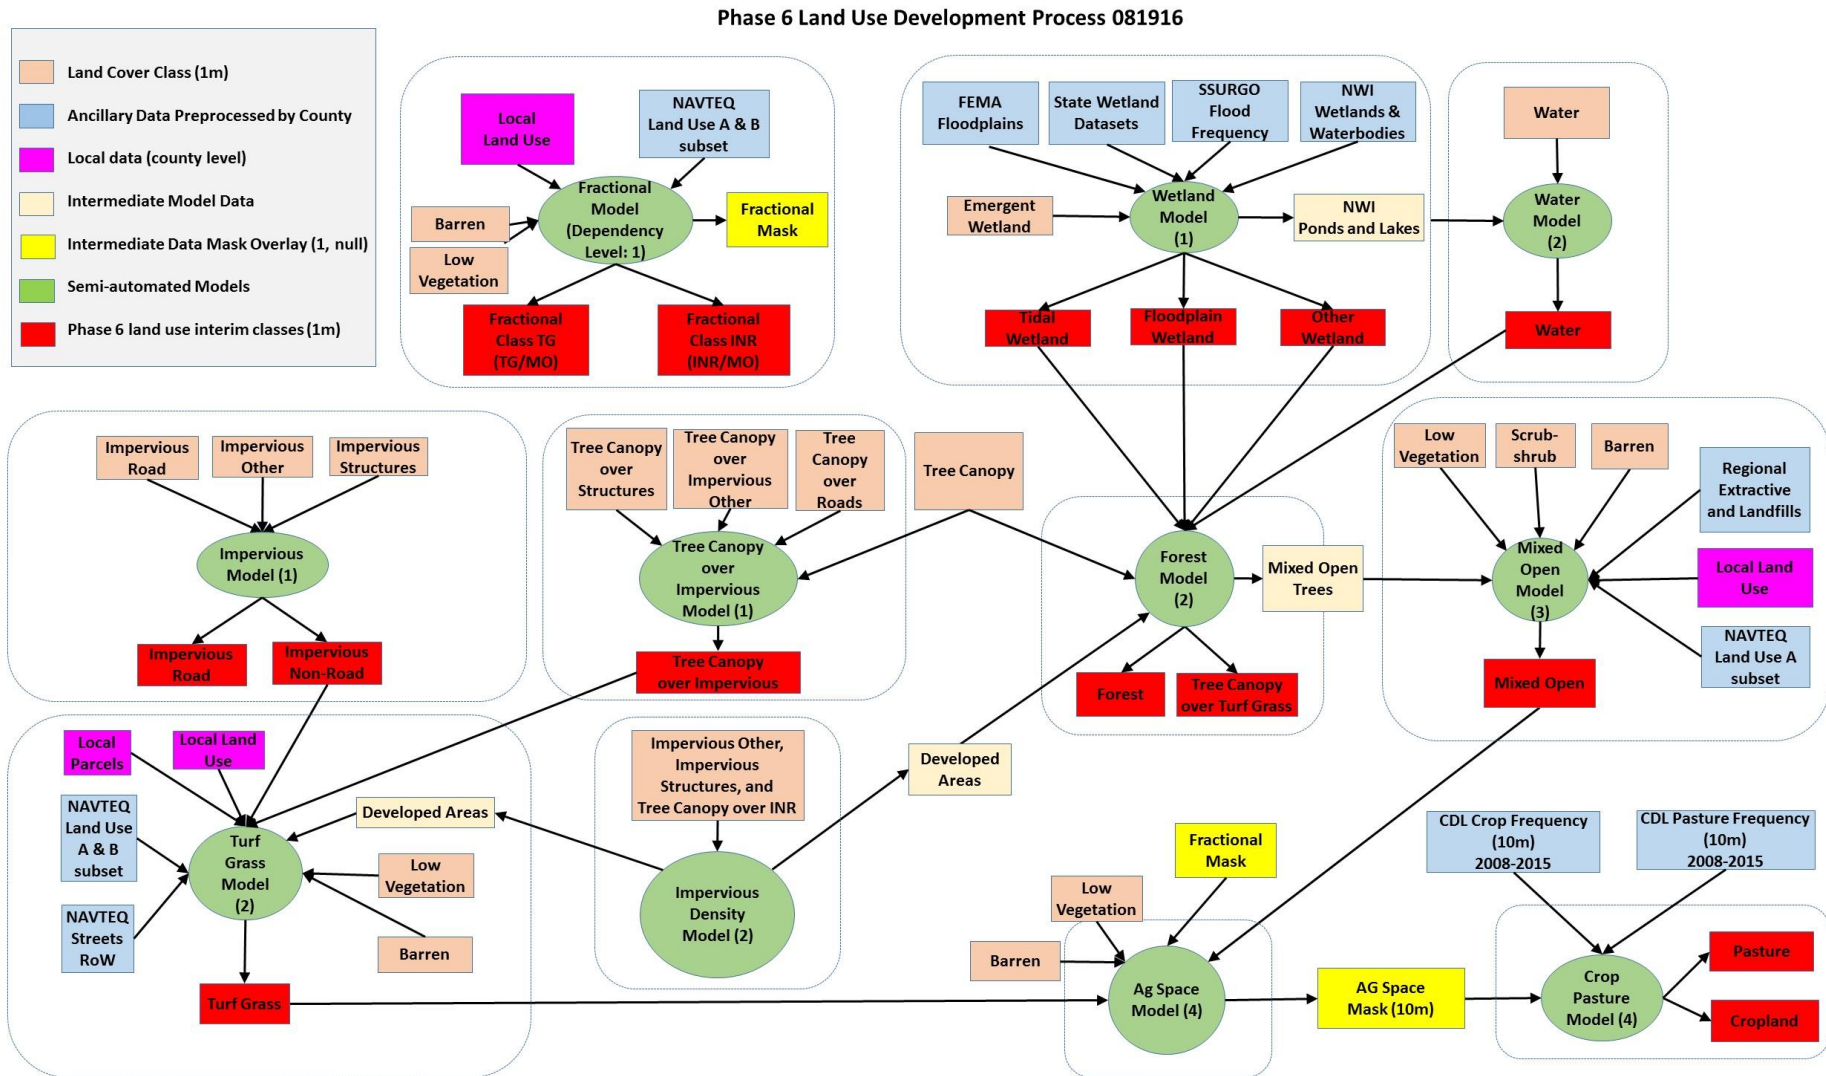 Phase 6 Land Use Development Process 081916
Land Cover Class (1m)
Ancillary Data Preprocessed by County
Local data (county level)
Intermediate Model Data
Intermediate Data Mask Overlay (1, null)
Semi-automated Models
Phase 6 land use interim classes (1m)
Local
Land Use
NAVTEQ
Land Use A & B
subset
Fractional
Model
(Dependency
Level: 1)
Barren
Low
Vegetation
Fractional
Mask
Fractional
Class TG
(TG/MO)
Fractional
Class INR
(INR/MO)
FEMA
Floodplains
State Wetland
Datasets
SSURGO
Flood
Frequency
NWI
Wetlands &
Waterbodies
Emergent
Wetland
Wetland
Model
(1)
NWI
Ponds and Lakes
Tidal
Wetland
Floodplain
Wetland
Other
Wetland
Water
Water
Model
(2)
Water
Impervious
Road
Impervious
Other
Impervious
Structures
Impervious
Model (1)
Impervious
Road
Impervious
Non-Road
Tree Canopy
over
Structures
Tree Canopy
over
Impervious
Other
Tree
Canopy
over
Roads
Tree Canopy
over
Impervious
Model (1)
Tree Canopy
over Impervious
Tree Canopy
Forest
Model
(2)
Mixed Open
Trees
Forest
Tree Canopy
over Turf Grass
Low
Vegetation
Scrub-
shrub
Barren
Regional
Extractive
and Landfills
Mixed
Open
Model
(3)
Local Land
Use
NAVTEQ
Land Use A
subset
Mixed Open
Local
Parcels
Local Land
Use
NAVTEQ
Land Use
A & B
subset
NAVTEQ
Streets
RoW
Turf
Grass
Model
(2)
Developed Areas
Low
Vegetation
Barren
Turf Grass
Impervious Other,
Impervious
Structures, and
Tree Canopy over INR
Impervious
Density
Model (2)
Developed
Areas
Fractional
Mask
Low
Vegetation
Barren
Ag Space
Model (4)
AG Space
Mask (10m)
CDL Crop Frequency
(10m)
2008-2015
CDL Pasture Frequency
(10m)
2008-2015
Crop
Pasture
Model (4)
Pasture
Cropland